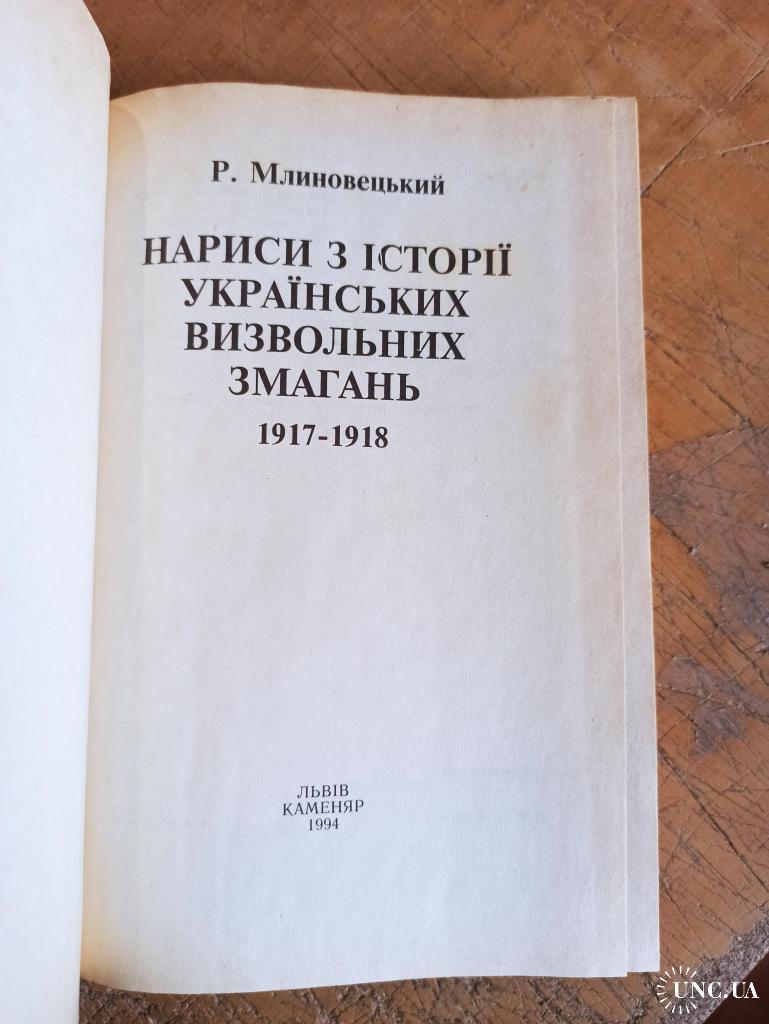 Р. Млиновецький
НАРИСИ З ІСТОРІЇ
УКРАЇНСЬКИХ
ВИЗВОЛЬНИХ
ЗМАГАНЬ
1917-1918
ЛЬВІВ
КАМЕНЯР
1994
UNC.UA